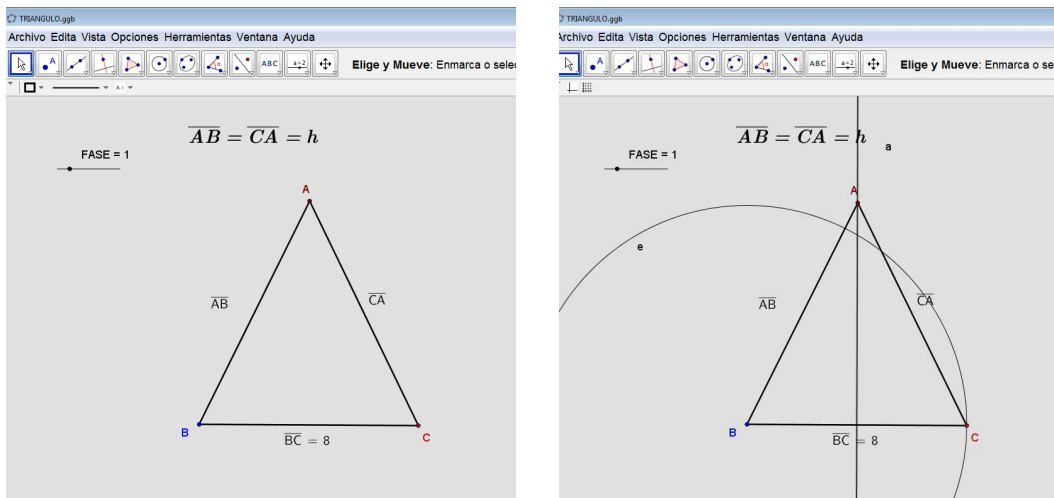 TRIANGULO.ggb
Archivo Edita Vista Opciones Herramientas Ventana Ayuda
A ABC a=2 Elige y Mueve: Enmarca o sele
AA
AB = CA = h
FASE = 1
A
AB
CA
B
BC = 8
C
TRIANGULO.ggb
Archivo Edita Vista Opciones Herramientas Ventana Ayuda
A ABC a=2 Elige y Mueve: Enmarca o se
AB = CA = h
a
FASE = 1
A
e
AB
CA
B
BC = 8
C